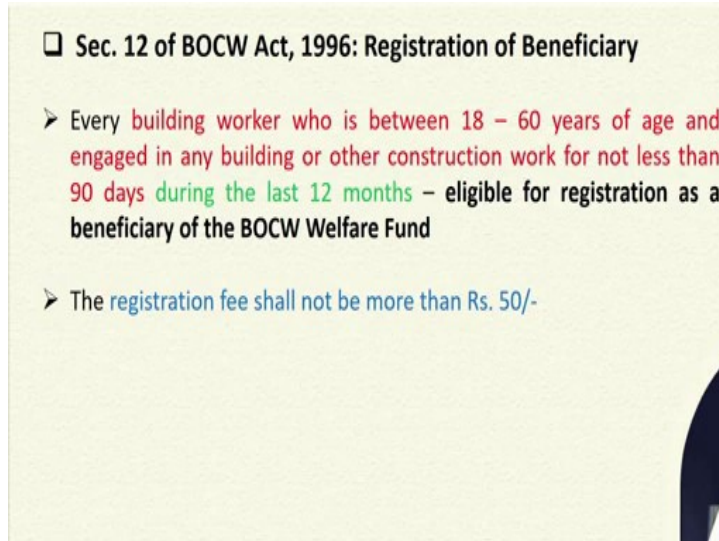 Sec. 12 of BOCW Act, 1996: Registration of Beneficiary
Every building worker who is between 18 – 60 years of age and
engaged in any building or other construction work for not less than
90 days during the last 12 months – eligible for registration as a
beneficiary of the BOCW Welfare Fund
The registration fee shall not be more than Rs. 50/-